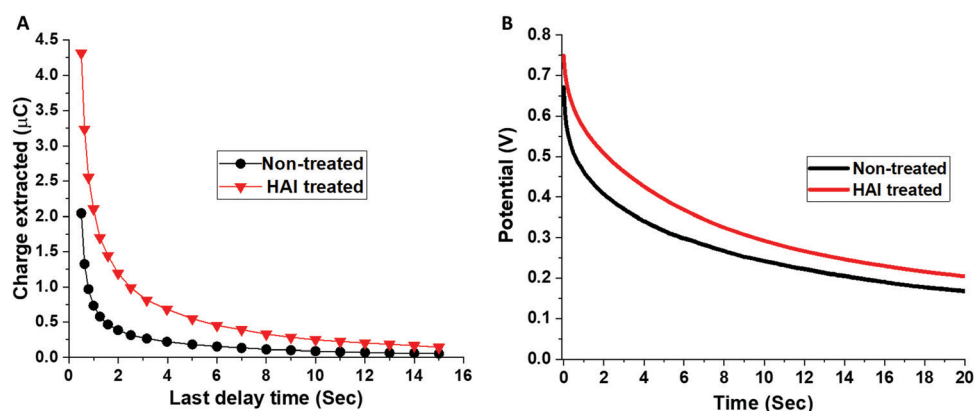 A
4.5
4.0
3.5
3.0
2.5
2.0
1.5
1.0
0.5
0.0
Charge extracted (μC)
Non-treated
HAI treated
0 2 4 6 8 10 12 14 16
Last delay time (Sec)
B
0.8
0.7
0.6
0.5
0.4
0.3
0.2
0.1
0.0
Potential (V)
Non-treated
HAI treated
0 2 4 6 8 10 12 14 16 18 20
Time (Sec)